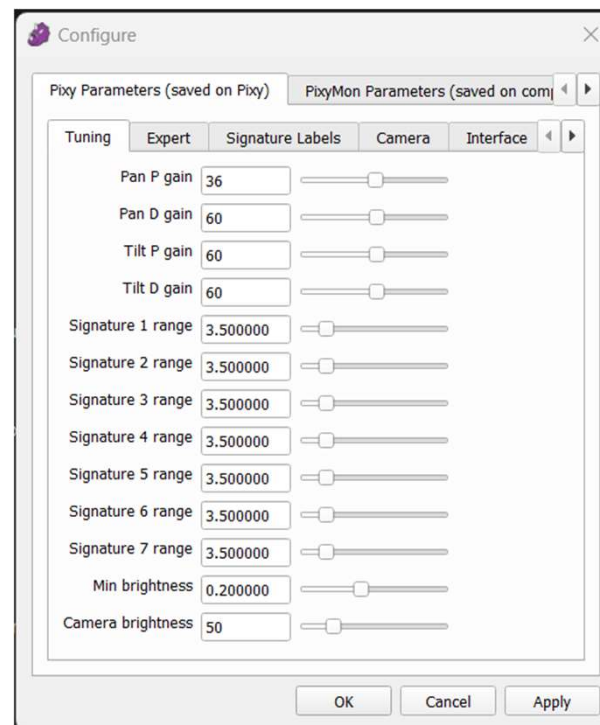 Configure
Pixy Parameters (saved on Pixy) PixyMon Parameters (saved on com
Tuning Expert Signature Labels Camera Interface
Pan P gain 36
Pan D gain 60
Tilt P gain 60
Tilt D gain 60
Signature 1 range 3.500000
Signature 2 range 3.500000
Signature 3 range 3.500000
Signature 4 range 3.500000
Signature 5 range 3.500000
Signature 6 range 3.500000
Signature 7 range 3.500000
Min brightness 0.200000
Camera brightness 50
OK Cancel Apply